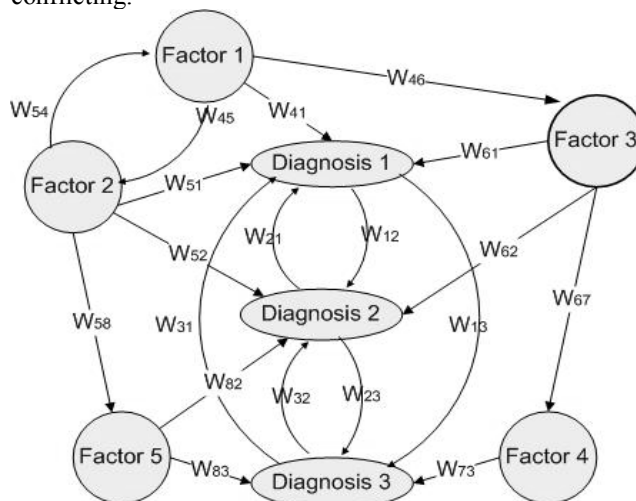 conflicting.
Factor 1
W46
W54
W45
W41
Factor 3
Diagnosis 1
W61
Factor 2
W51
W21
W12
W52
W62
W58
Diagnosis 2
W67
W31
W13
W82
W32
W23
Factor 5
Factor 4
W83
W73
Diagnosis 3